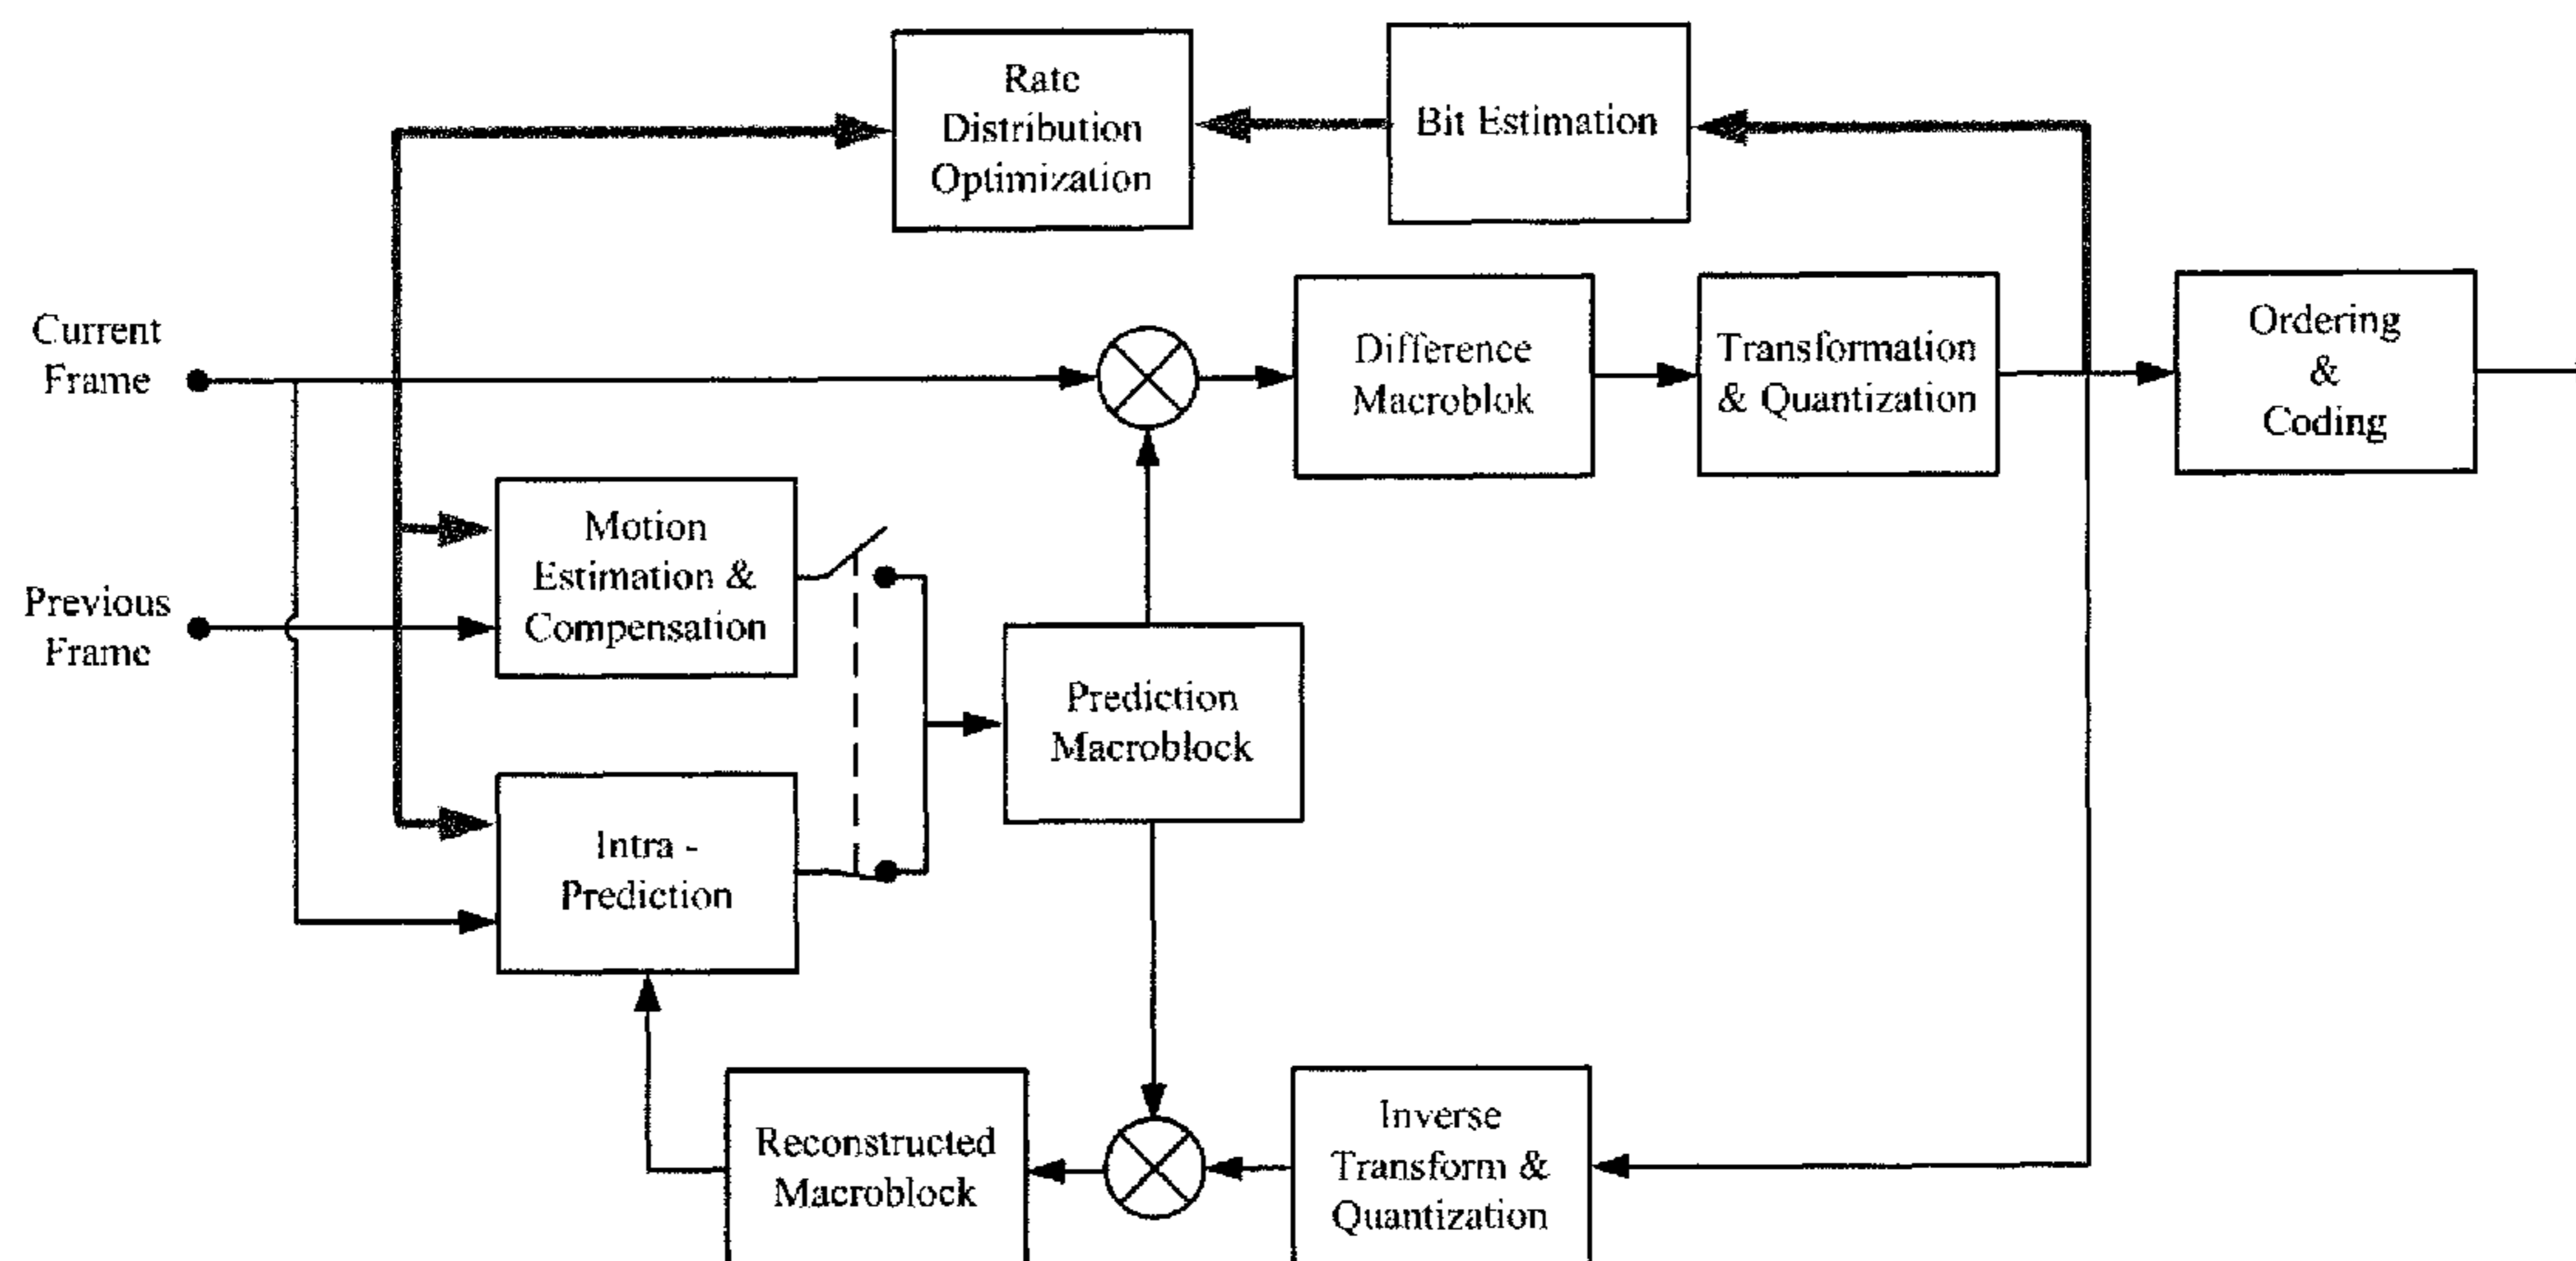 Rate
Distribution
Optimization
Bit Estimation
Current
Frame
Difference
Macroblok
Transformation
& Quantization
Ordering
&
Coding
Motion
Estimation &
Compensation
Previous
Frame
Prediction
Macroblock
Intra -
Prediction
Reconstructed
Macroblock
Inverse
Transform &
Quantization